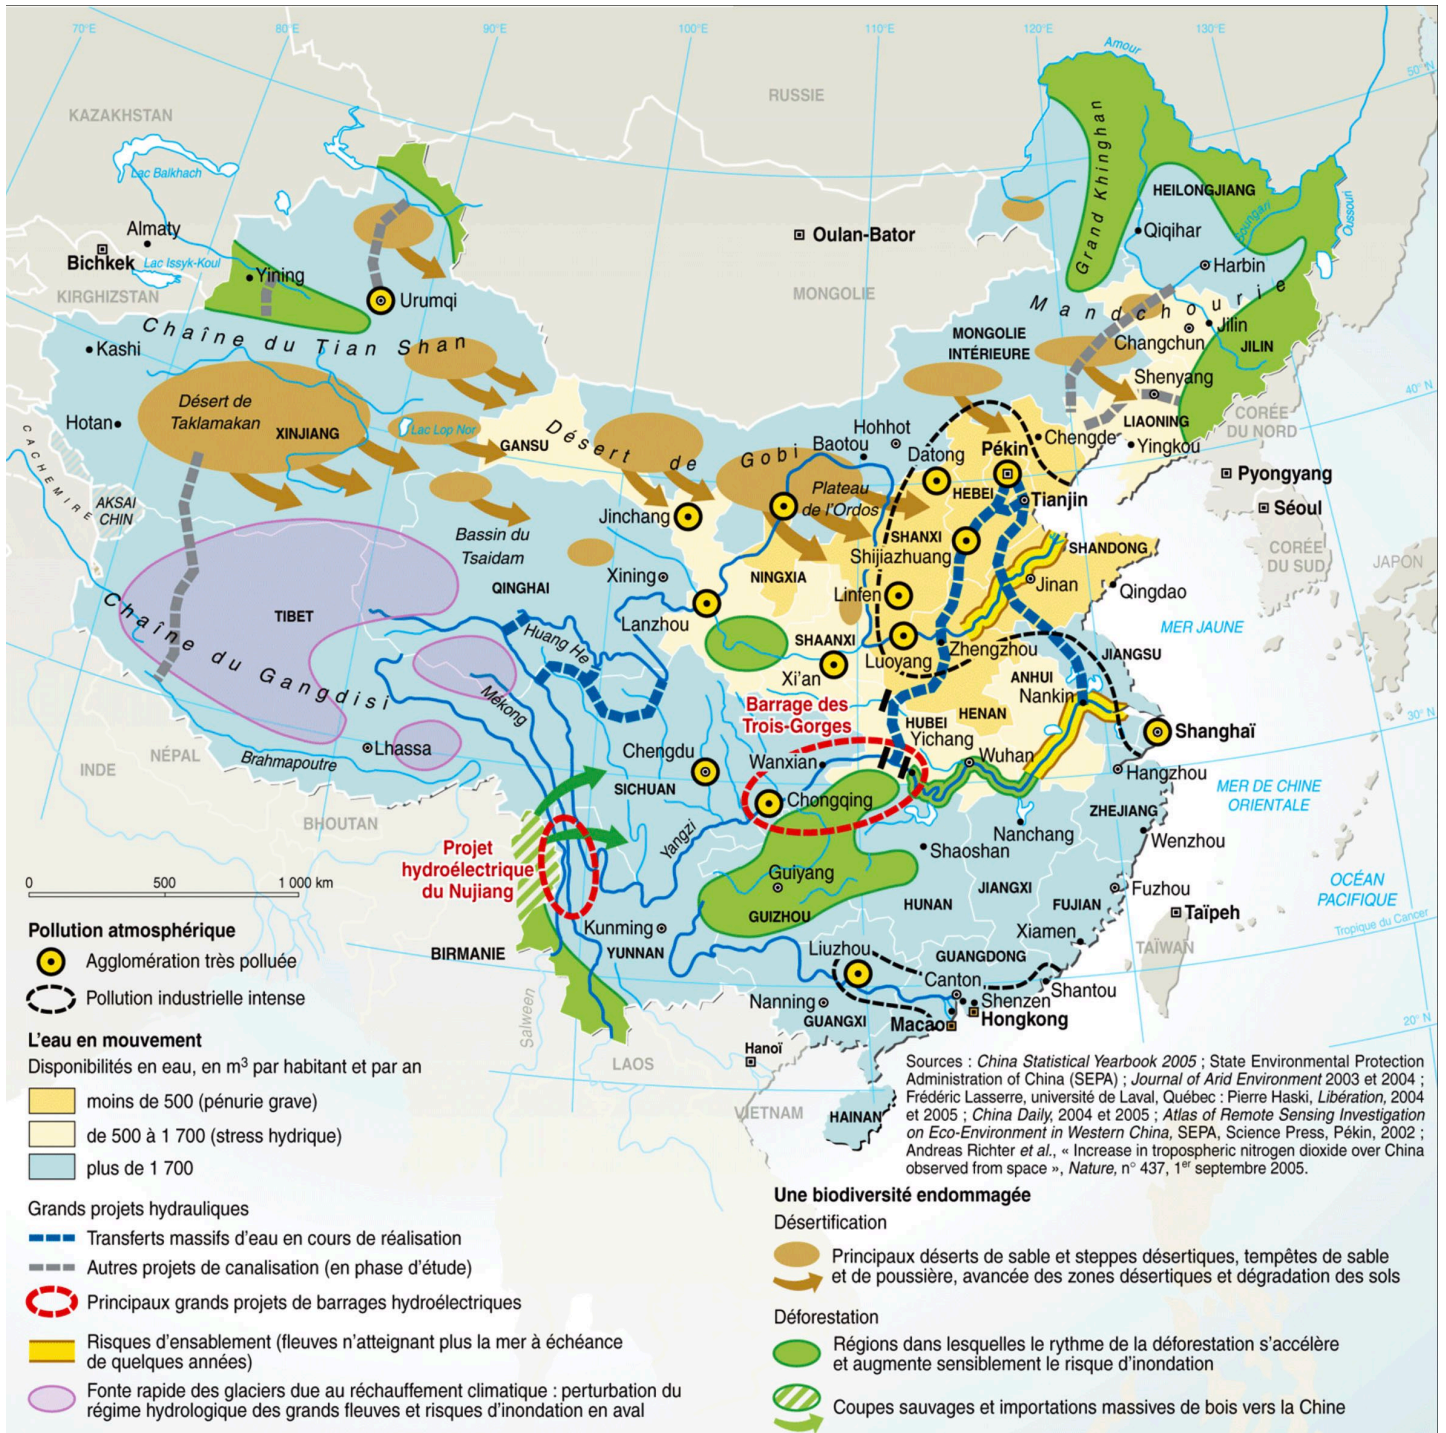 70°E
80°E
90°E
100°E
110°E
120°E
130°E
50° N
40° N
30° N
20° N
Tropique du Cancer
KAZAKHSTAN
RUSSIE
Amour
Lac Balkhach
Almaty
Bichkek
Lac Issyk-Koul
KIRGHIZSTAN
Yining
Urumqi
Oulan-Bator
MONGOLIE
Grand Khinghan
HEILONGJIANG
Qiqihar
Soungari
Oussouri
Harbin
Mandchourie
Jilin
Changchun
JILIN
MONGOLIE
INTÉRIEURE
Shenyang
LIAONING
Chengde
Yingkou
CORÉE
DU NORD
Pyongyang
Séoul
CORÉE
DU SUD
JAPON
Chaîne du Tian Shan
Kashi
Hotan
Désert de
Taklamakan
XINJIANG
Lac Lop Nor
GANSU
Désert de Gobi
Hohhot
Baotou
Datong
Pékin
HEBEI
Tianjin
Plateau
de l'Ordos
CACHEMIRE
AKSAI
CHIN
Jinchang
Bassin du
Tsaidam
SHANXI
Shijiazhuang
SHANDONG
Jinan
Qingdao
Xining
QINGHAI
NINGXIA
Linfen
Lanzhou
SHAANXI
Luoyang
Zhengzhou
Xi'an
MER JAUNE
JIANGSU
ANHUI
Nankin
HENAN
TIBET
Chaîne du Gangdisi
Huang He
Mékong
Barrage des
Trois-Gorges
HUBEI
Yichang
Wuhan
Shanghaï
Hangzhou
NÉPAL
INDE
Lhassa
Brahmapoutre
BHOUTAN
Chengdu
Wanxian
SICHUAN
Chongqing
Yangzi
ZHEJIANG
Wenzhou
MER DE CHINE
ORIENTALE
Nanchang
Shaoshan
Projet
hydroélectrique
du Nujiang
Guiyang
GUIZHOU
HUNAN
JIANGXI
FUJIAN
Fuzhou
Taïpeh
OCÉAN
PACIFIQUE
TAÏWAN
Xiamen
Kunming
YUNNAN
BIRMANIE
Liuzhou
GUANGDONG
Canton
Shantou
Shenzen
Hongkong
Macao
Nanning
GUANGXI
Salween
LAOS
Hanoï
VIETNAM
HAINAN
0 500 1 000 km
Pollution atmosphérique
Agglomération très polluée
Pollution industrielle intense
L'eau en mouvement
Disponibilités en eau, en m³ par habitant et par an
moins de 500 (pénurie grave)
de 500 à 1 700 (stress hydrique)
plus de 1 700
Grands projets hydrauliques
Transferts massifs d'eau en cours de réalisation
Autres projets de canalisation (en phase d'étude)
Principaux grands projets de barrages hydroélectriques
Risques d'ensablement (fleuves n'atteignant plus la mer à échéance
de quelques années)
Fonte rapide des glaciers due au réchauffement climatique : perturbation du
régime hydrologique des grands fleuves et risques d'inondation en aval
Sources : China Statistical Yearbook 2005 ; State Environmental Protection
Administration of China (SEPA) ; Journal of Arid Environment 2003 et 2004 ;
Frédéric Lasserre, université de Laval, Québec : Pierre Haski, Libération, 2004
et 2005 ; China Daily, 2004 et 2005 ; Atlas of Remote Sensing Investigation
on Eco-Environment in Western China, SEPA, Science Press, Pékin, 2002 ;
Andreas Richter et al., « Increase in tropospheric nitrogen dioxide over China
observed from space », Nature, n° 437, 1er septembre 2005.
Une biodiversité endommagée
Désertification
Principaux déserts de sable et steppes désertiques, tempêtes de sable
et de poussière, avancée des zones désertiques et dégradation des sols
Déforestation
Régions dans lesquelles le rythme de la déforestation s'accélère
et augmente sensiblement le risque d'inondation
Coupes sauvages et importations massives de bois vers la Chine